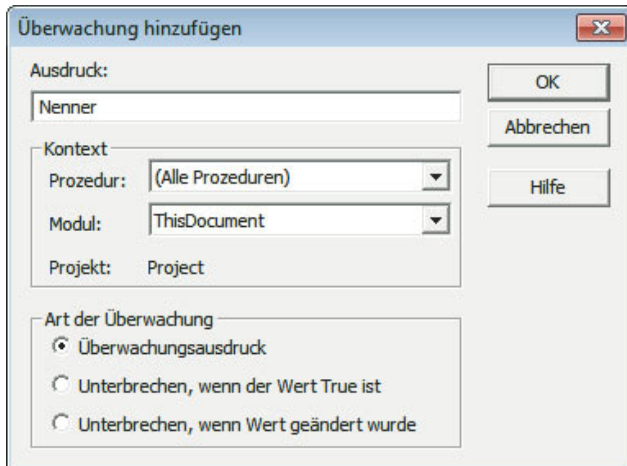 Überwachung hinzufügen
Ausdruck:
Nenner
OK
Abbrechen
Hilfe
Kontext
Prozedur: (Alle Prozeduren)
Modul: ThisDocument
Projekt: Project
Art der Überwachung
Überwachungsausdruck
Unterbrechen, wenn der Wert True ist
Unterbrechen, wenn Wert geändert wurde